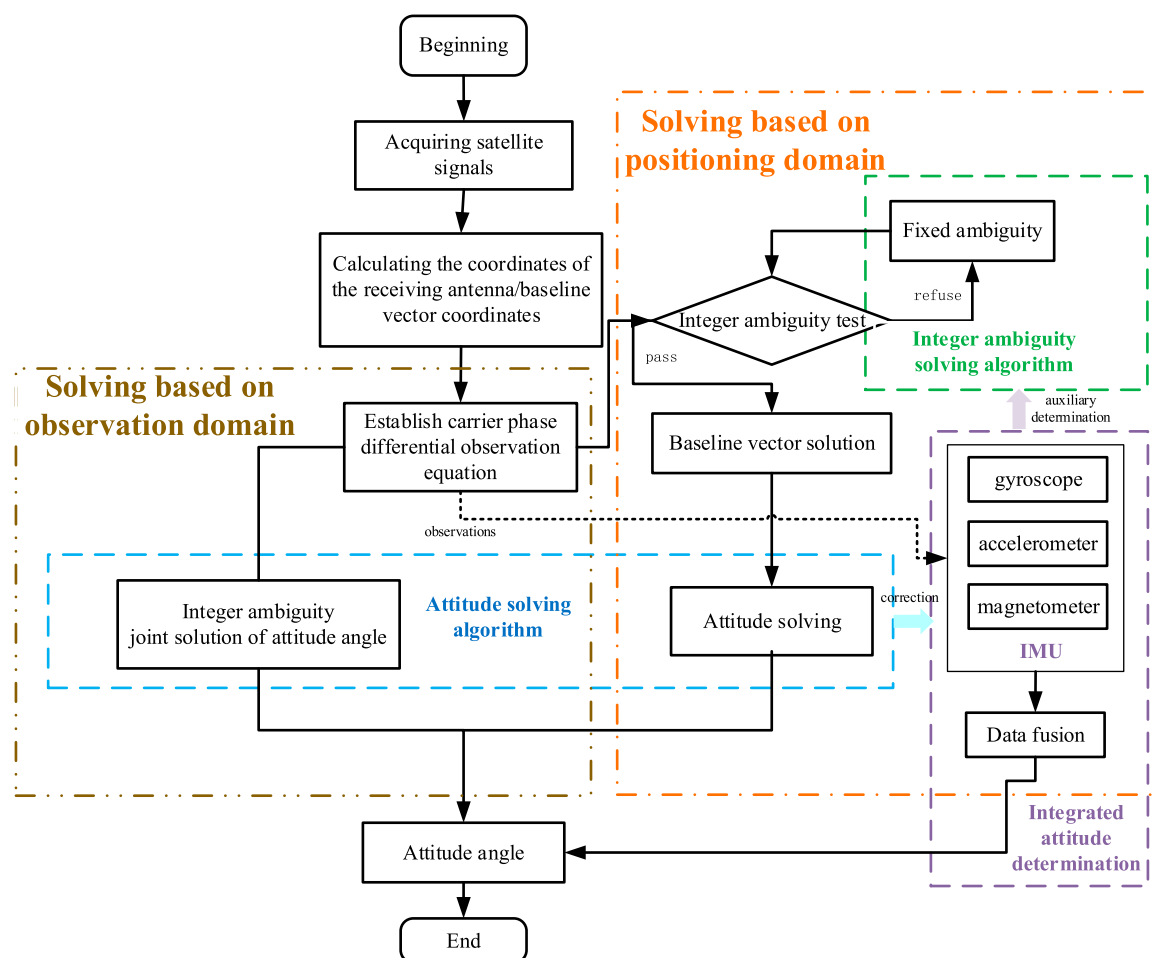 Beginning
Acquiring satellite
signals
Calculating the coordinates of
the receiving antenna/baseline
vector coordinates
Solving based on
positioning domain
Fixed ambiguity
refuse
Integer ambiguity test
pass
Integer ambiguity
solving algorithm
auxiliary
determination
Solving based on
observation domain
Establish carrier phase
differential observation
equation
Baseline vector solution
observations
gyroscope
accelerometer
magnetometer
IMU
Integer ambiguity
joint solution of attitude angle
Attitude solving
algorithm
Attitude solving
correction
Data fusion
Integrated
attitude
determination
Attitude angle
End